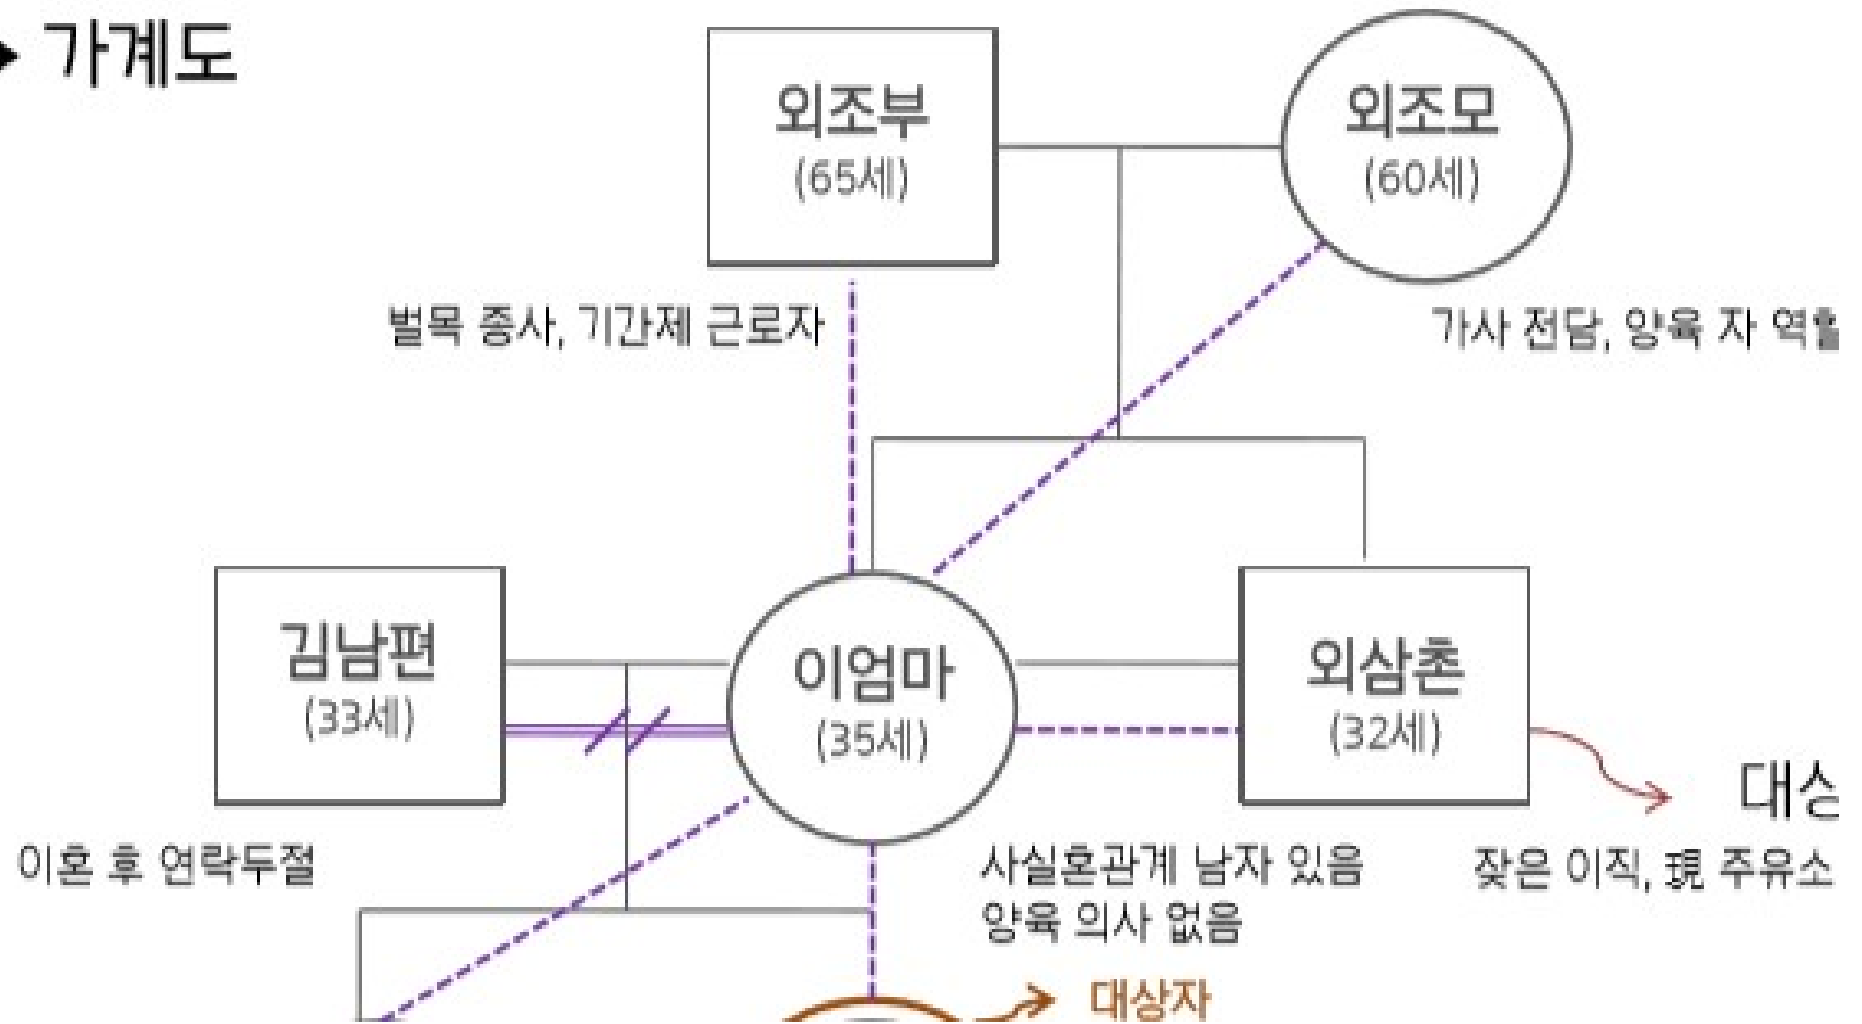 가계도
외조부
(65세)
외조모
(60세)
벌목 종사, 기간제 근로자
가사 전담, 양육 자
김남편
(33세)
이엄마
(35세)
외삼촌
(32세)
이혼 후 연락두절
사실혼관계 남자 있음
양육 의사 없음
잦은 이직, 現 주유소
대상자